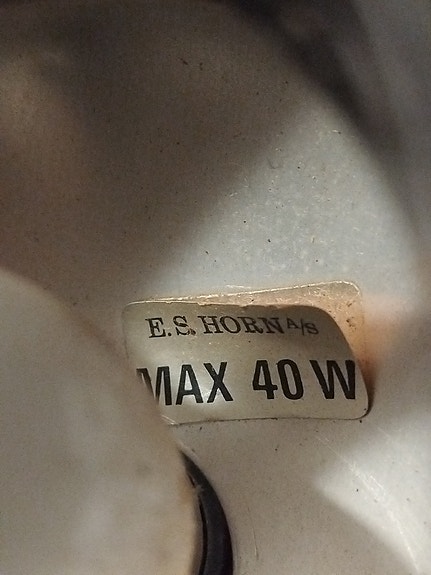 E.S. HORN A/S
MAX 40 W